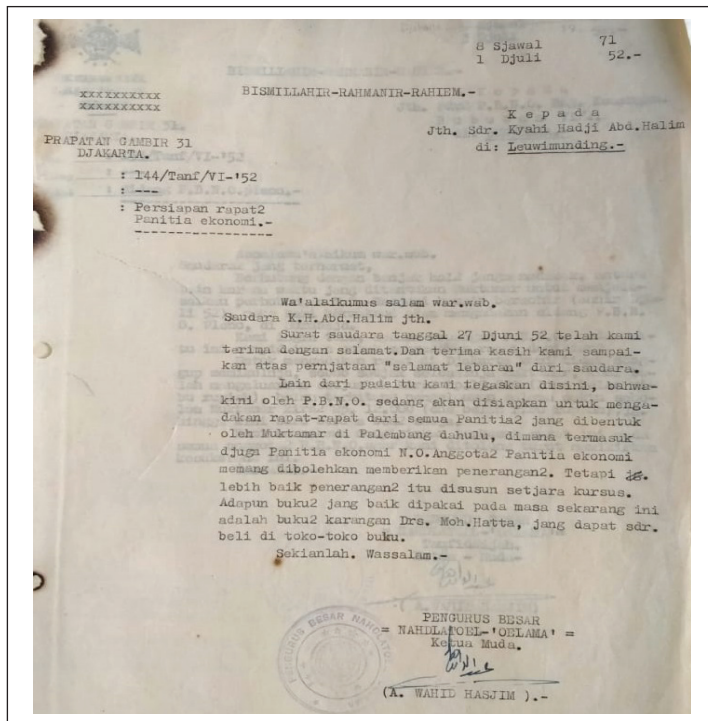 8 Sjawal 71
1 Djuli 52.-
BISMILLAHIR-RAHMANIR-RAHIEM.-
xxxxxxxxxx
xxxxxxxxxx
K e p a d a
Jth. Sdr. Kyahi Hadji Abd.Halim
di: Leuwimunding.-
PRAPATAN GAMBIR 31
DJAKARTA.
: 144/Tanf/VI-'52
: ---
: Persiapan rapat2
Panitia ekonomi.-
-----------------
Wa'alaikumus salam war.wab.
Saudara K.H.Abd.Halim jth.
Surat saudara tanggal 27 Djuni 52 telah kami
terima dengan selamat.Dan terima kasih kami sampai-
kan atas pernjataan "selamat lebaran" dari saudara.
Lain dari padaitu kami tegaskan disini, bahwa-
kini oleh P.B.N.O. sedang akan disiapkan untuk menga-
dakan rapat-rapat dari semua Panitia2 jang dibentuk
oleh Muktamar di Palembang dahulu, dimana termasuk
djuga Panitia ekonomi N.O.Anggota2 Panitia ekonomi
memang dibolehkan memberikan penerangan2. Tetapi
lebih baik penerangan2 itu disusun setjara kursus.
Adapun buku2 jang baik dipakai pada masa sekarang ini
adalah buku2 karangan Drs. Moh.Hatta, jang dapat sdr.
beli di toko-toko buku.
Sekianlah. Wassalam.-
PENGURUS BESAR
= NAHDLATOEL-'OELAMA' =
Ketua Muda.
(A. WAHID HASJIM ).-
PENGURUS BESAR NAHDLATOEL